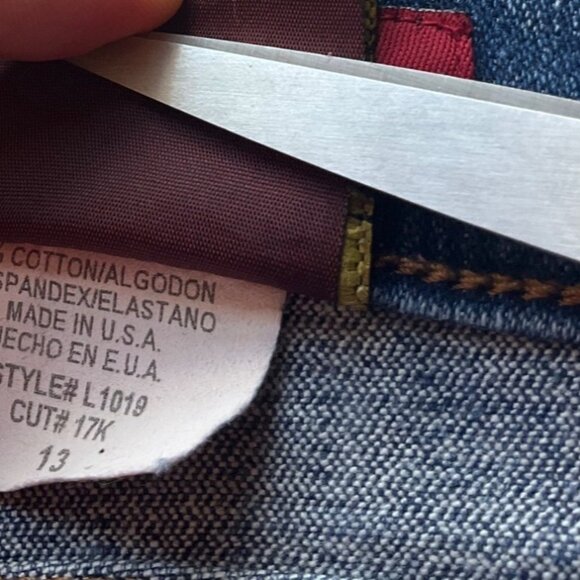 % COTTON/ALGODON
SPANDEX/ELASTANO
MADE IN U.S.A.
HECHO EN E.U.A.
STYLE# L1019
CUT# 17K
13